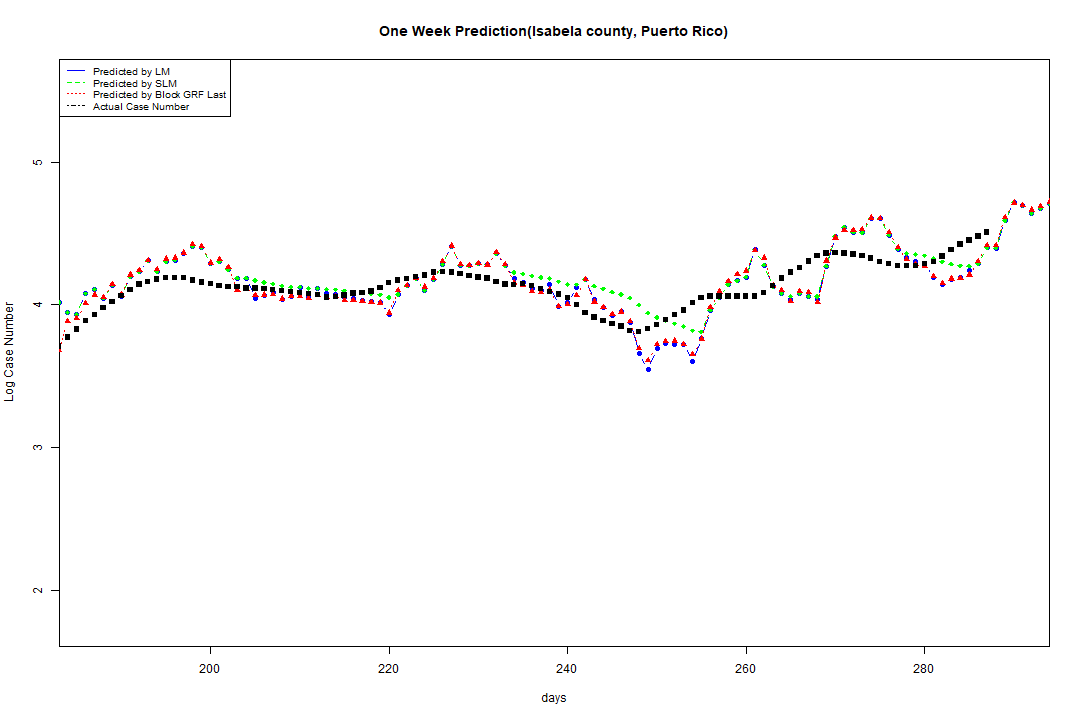 One Week Prediction(Isabela county, Puerto Rico)
Predicted by LM
Predicted by SLM
Predicted by Block GRF Last
Actual Case Number
5
4
3
2
Log Case Number
200
220
240
260
280
days